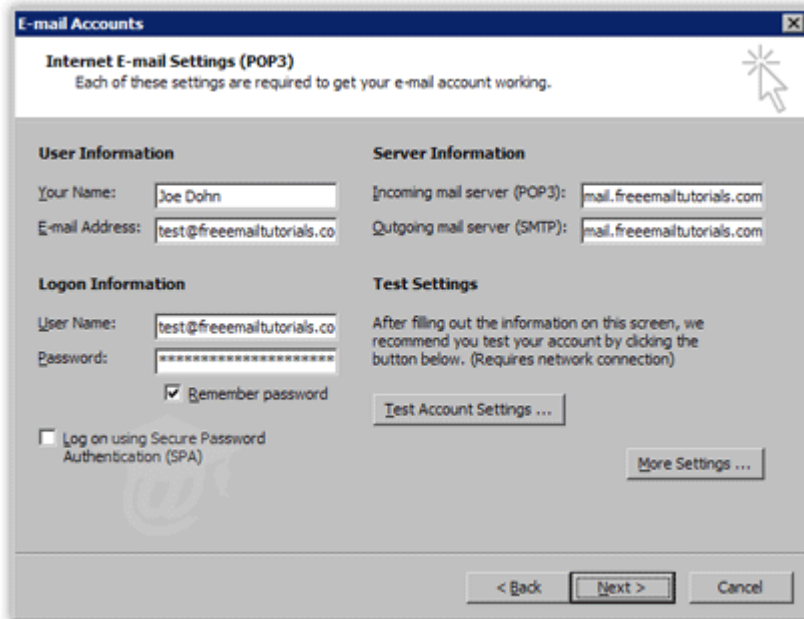 E-mail Accounts
Internet E-mail Settings (POP3)
Each of these settings are required to get your e-mail account working.
User Information
Your Name: Joe Dohn
E-mail Address: test@freeemailtutorials.co
Server Information
Incoming mail server (POP3): mail.freeemailtutorials.com
Outgoing mail server (SMTP): mail.freeemailtutorials.com
Logon Information
User Name: test@freeemailtutorials.co
Password: *********************
Remember password
Log on using Secure Password
Authentication (SPA)
Test Settings
After filling out the information on this screen, we
recommend you test your account by clicking the
button below. (Requires network connection)
Test Account Settings ...
More Settings ...
< Back
Next >
Cancel